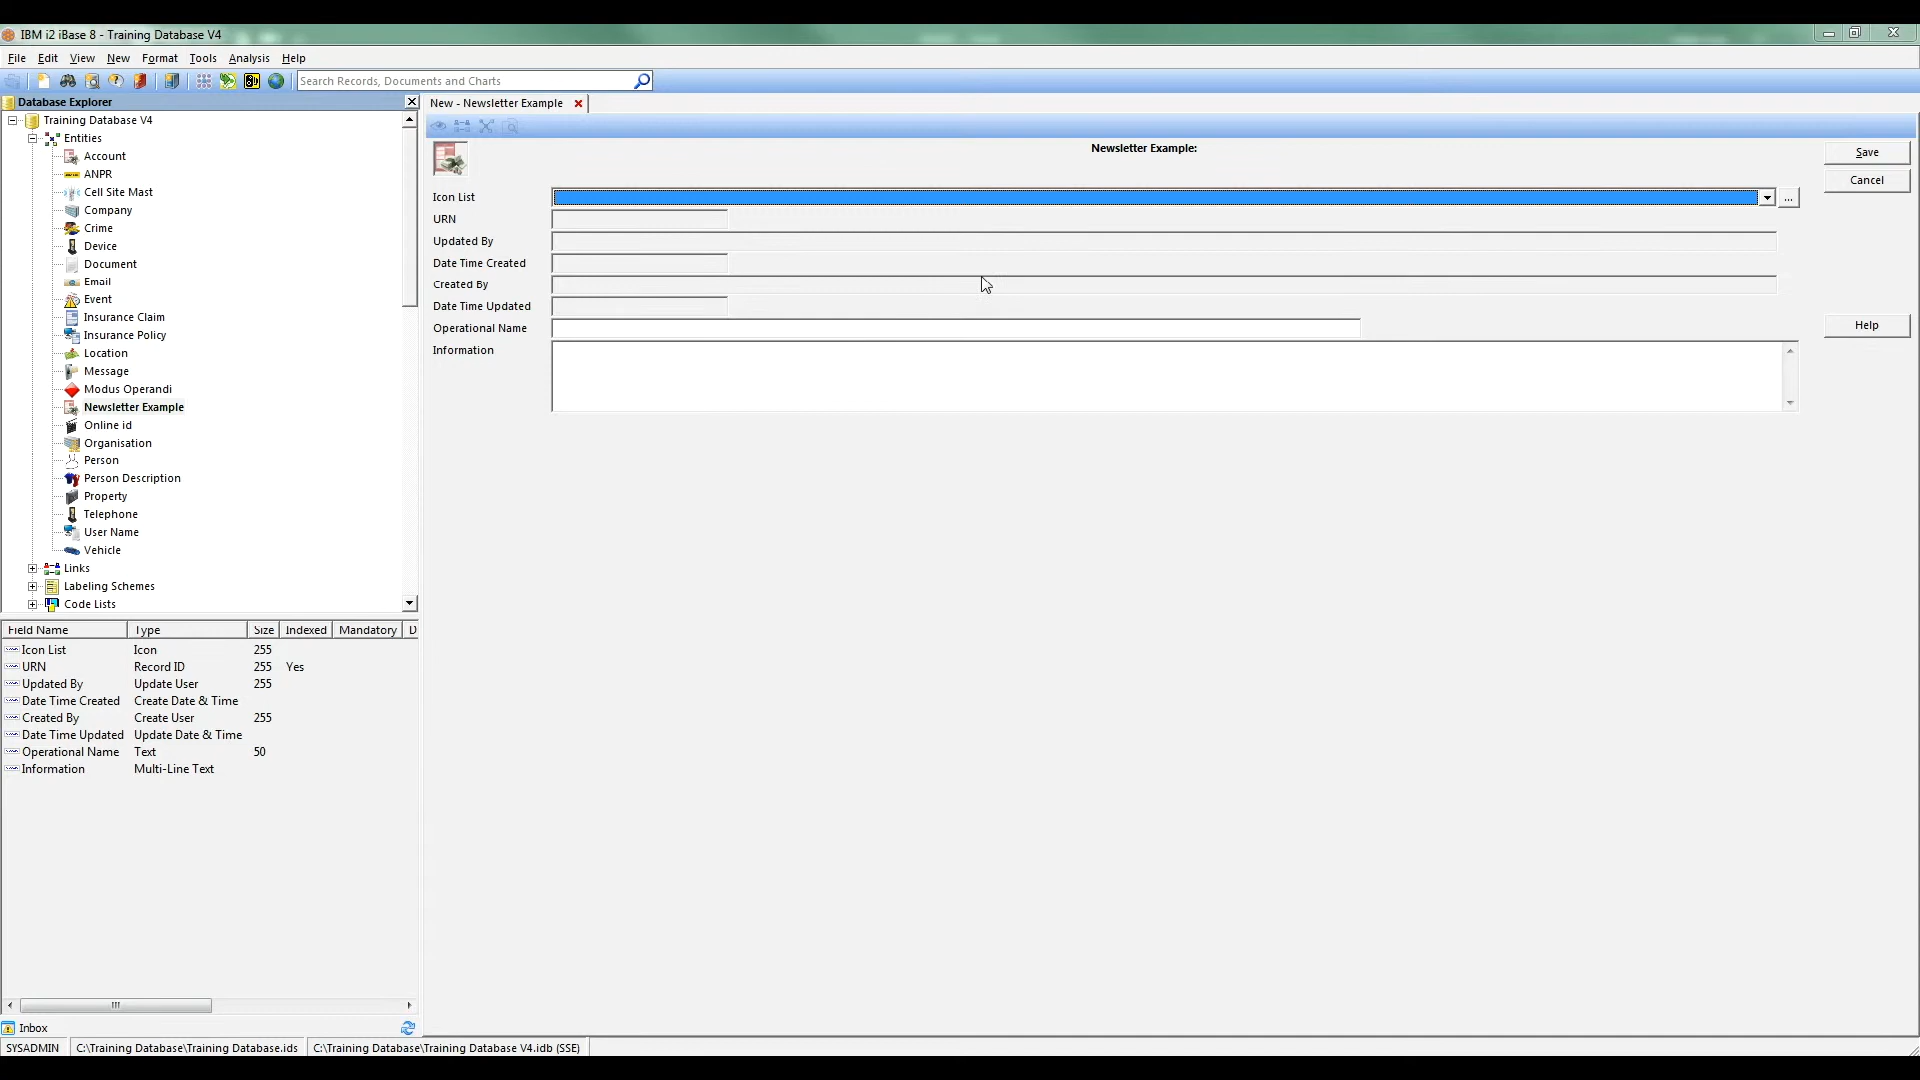 IBM i2 iBase 8 - Training Database V4
File Edit View New Format Tools Analysis Help
Search Records, Documents and Charts
Database Explorer
Training Database V4
Entities
Account
ANPR
Cell Site Mast
Company
Crime
Device
Document
Email
Event
Insurance Claim
Insurance Policy
Location
Message
Modus Operandi
Newsletter Example
Online id
Organisation
Person
Person Description
Property
Telephone
User Name
Vehicle
Links
Labeling Schemes
Code Lists
Field Name Type Size Indexed Mandatory D
Icon List Icon 255
URN Record ID 255 Yes
Updated By Update User 255
Date Time Created Create Date & Time
Created By Create User 255
Date Time Updated Update Date & Time
Operational Name Text 50
Information Multi-Line Text
Inbox
New - Newsletter Example
Newsletter Example:
Icon List ...
URN
Updated By
Date Time Created
Created By
Date Time Updated
Operational Name
Information
Save
Cancel
Help
SYSADMIN C:\Training Database\Training Database.ids C:\Training Database\Training Database V4.idb (SSE)